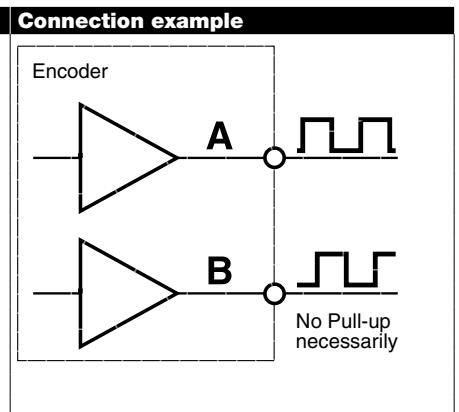 Connection example
Encoder
A
B
No Pull-up
necessarily